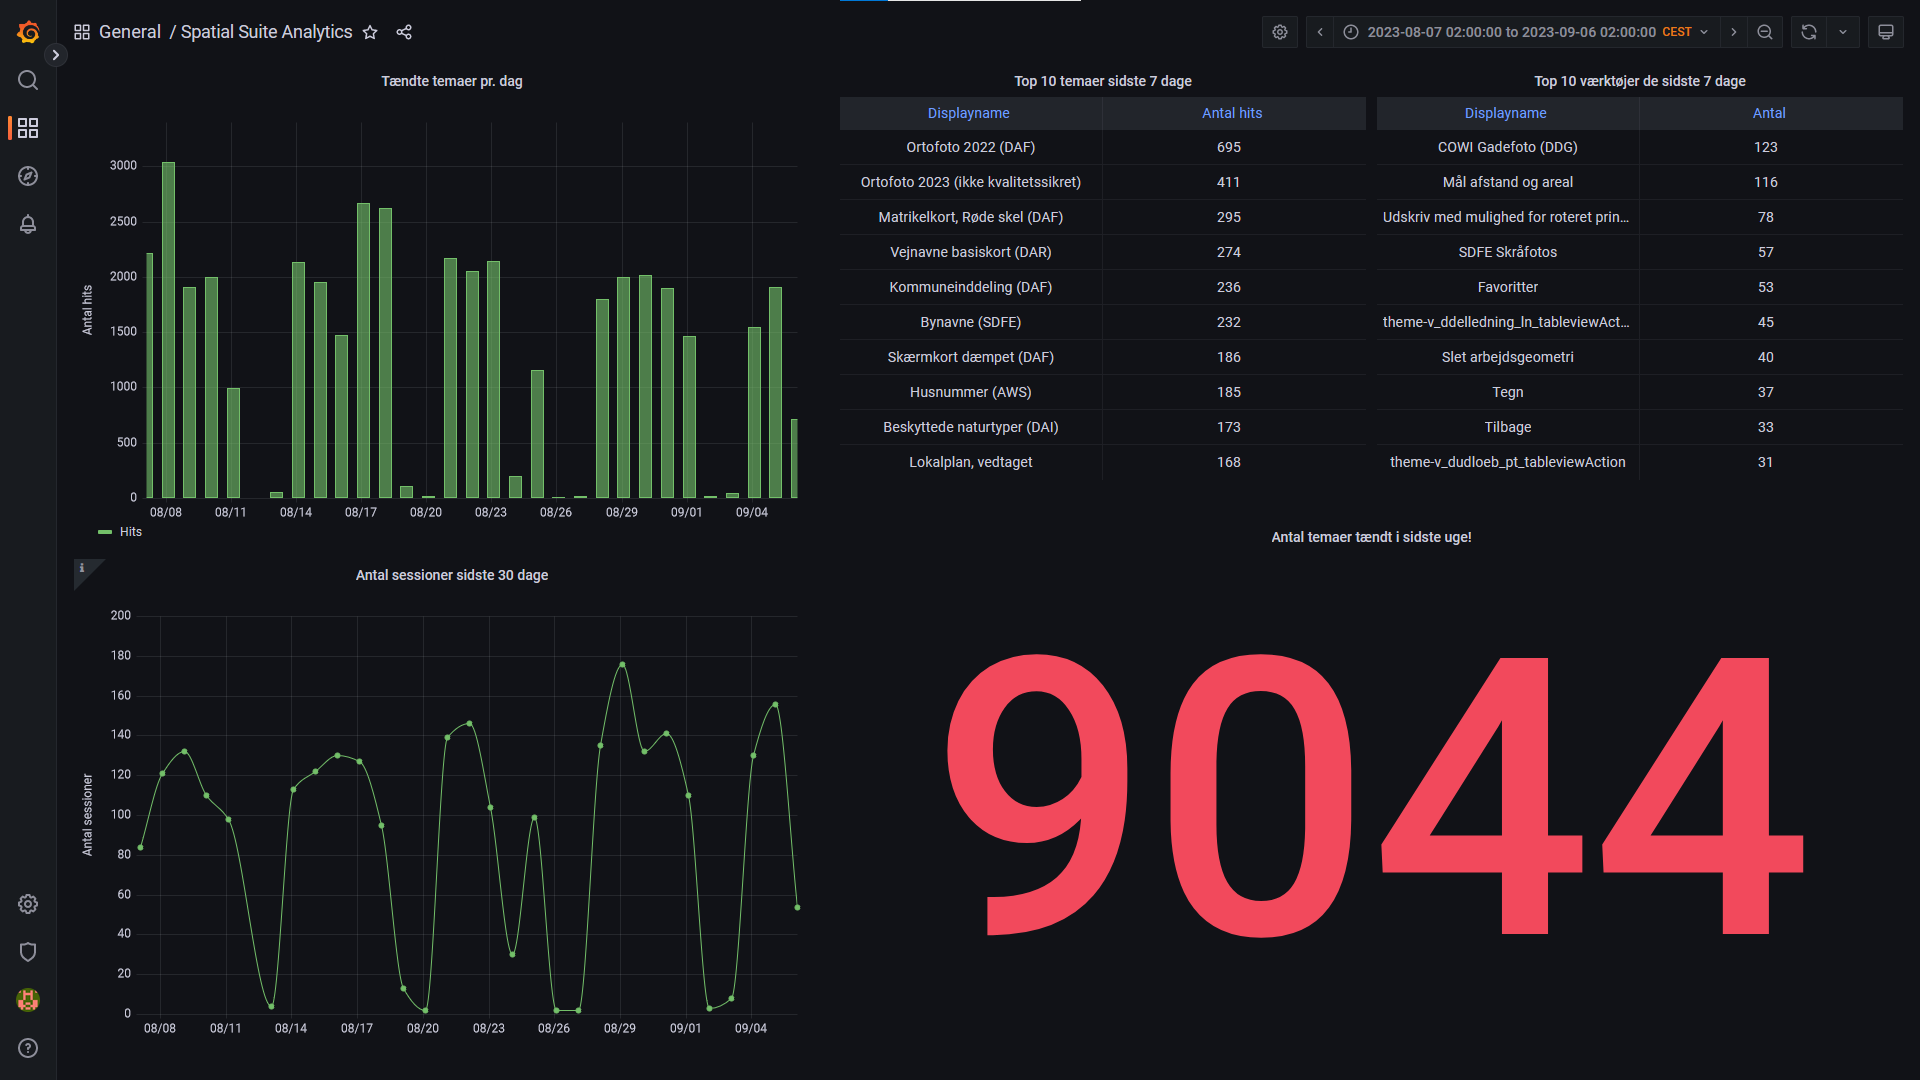 General / Spatial Suite Analytics
2023-08-07 02:00:00 to 2023-09-06 02:00:00 CEST
Tændte temaer pr. dag
Antal hits
3000
2500
2000
1500
1000
500
0
08/08 08/11 08/14 08/17 08/20 08/23 08/26 08/29 09/01 09/04
Hits
Top 10 temaer sidste 7 dage
Displayname Antal hits
Ortofoto 2022 (DAF) 695
Ortofoto 2023 (ikke kvalitetssikret) 411
Matrikelkort, Røde skel (DAF) 295
Vejnavne basiskort (DAR) 274
Kommuneinddeling (DAF) 236
Bynavne (SDFE) 232
Skærmkort dæmpet (DAF) 186
Husnummer (AWS) 185
Beskyttede naturtyper (DAI) 173
Lokalplan, vedtaget 168
Top 10 værktøjer de sidste 7 dage
Displayname Antal
COWI Gadefoto (DDG) 123
Mål afstand og areal 116
Udskriv med mulighed for roteret prin... 78
SDFE Skråfotos 57
Favoritter 53
theme-v_ddelledning_ln_tableviewAct... 45
Slet arbejdsgeometri 40
Tegn 37
Tilbage 33
theme-v_dudloeb_pt_tableviewAction 31
i
Antal sessioner sidste 30 dage
Antal sessioner
200
180
160
140
120
100
80
60
40
20
0
08/08 08/11 08/14 08/17 08/20 08/23 08/26 08/29 09/01 09/04
Antal temaer tændt i sidste uge!
9044